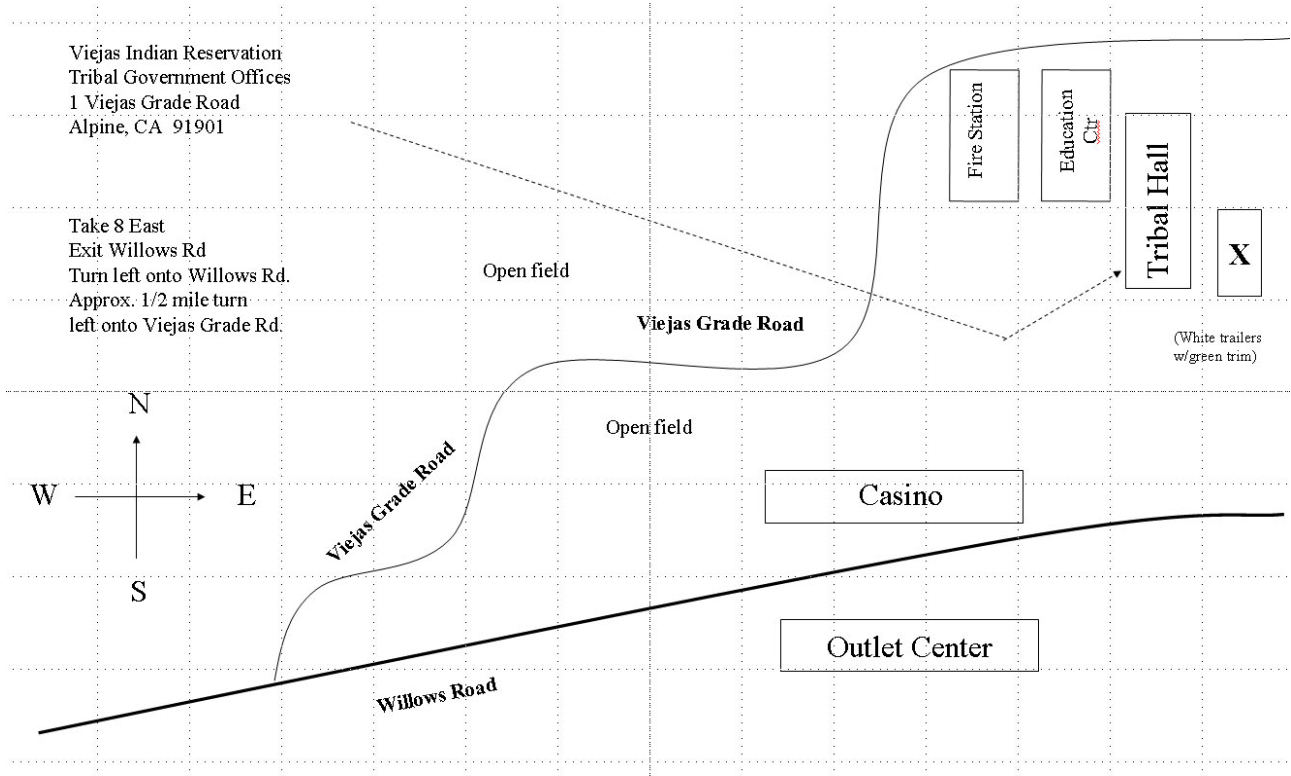 Viejas Indian Reservation
Tribal Government Offices
1 Viejas Grade Road
Alpine, CA 91901
Take 8 East
Exit Willows Rd
Turn left onto Willows Rd.
Approx. 1/2 mile turn
left onto Viejas Grade Rd.
Fire Station
Education
Ctr
Tribal Hall
X
(White trailers
w/green trim)
Open field
Viejas Grade Road
Open field
Viejas Grade Road
N
W
E
S
Casino
Outlet Center
Willows Road